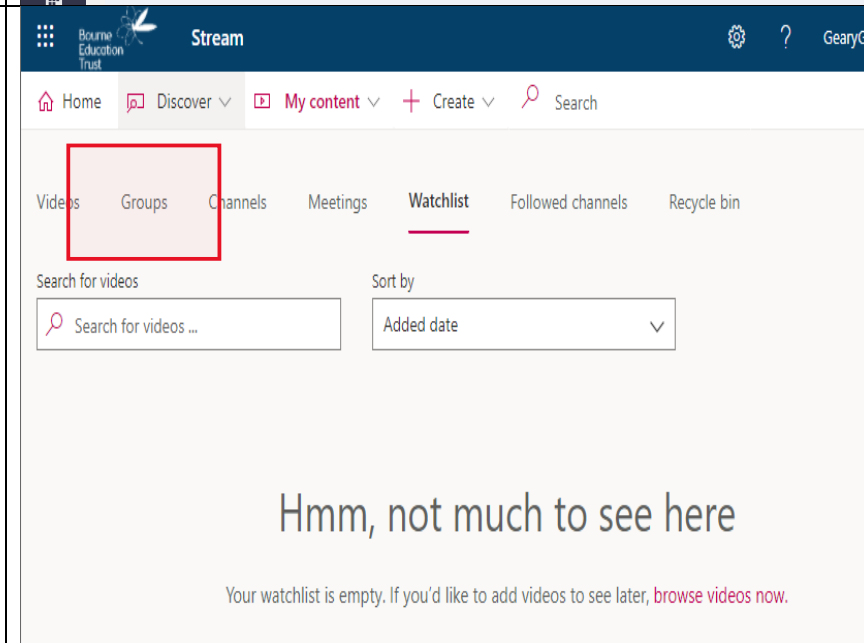 Bourne
Education
Trust
Stream
?
GearyG
Home Discover My content + Create Search
Videos Groups Channels Meetings Watchlist Followed channels Recycle bin
Search for videos Sort by
Search for videos ... Added date
Hmm, not much to see here
Your watchlist is empty. If you'd like to add videos to see later, browse videos now.